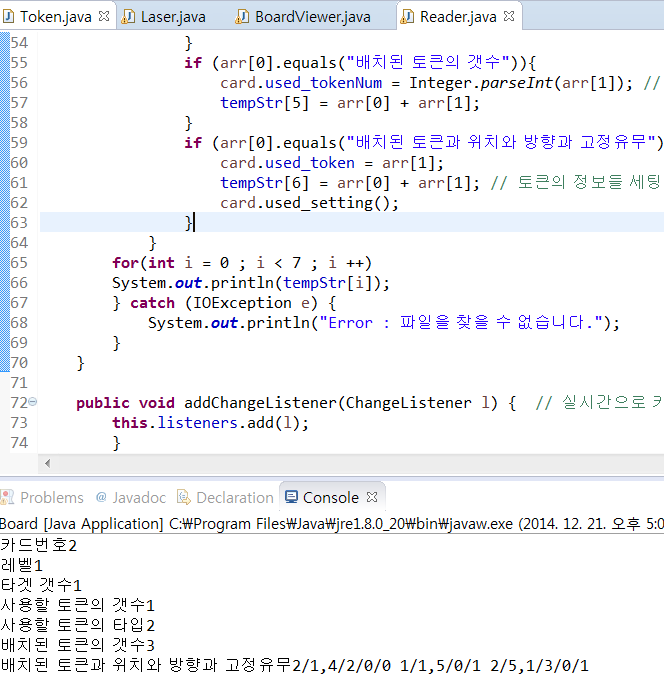 Token.java Laser.java BoardViewer.java Reader.java
54 }
55 if (arr[0].equals("배치된 토큰의 갯수")){
56 card.used_tokenNum = Integer.parseInt(arr[1]); //
57 tempStr[5] = arr[0] + arr[1];
58 }
59 if (arr[0].equals("배치된 토큰과 위치와 방향과 고정유무")
60 card.used_token = arr[1];
61 tempStr[6] = arr[0] + arr[1]; // 토큰의 정보들 세팅
62 card.used_setting();
63 }
64 }
65 for(int i = 0 ; i < 7 ; i ++)
66 System.out.println(tempStr[i]);
67 } catch (IOException e) {
68 System.out.println("Error : 파일을 찾을 수 없습니다.");
69 }
70 }
71
72 public void addChangeListener(ChangeListener l) { // 실시간으로
73 this.listeners.add(l);
74 }
Problems @ Javadoc Declaration Console
Board [Java Application] C:₩Program Files₩Java₩jre1.8.0_20₩bin₩javaw.exe (2014. 12. 21. 오후 5:0
카드번호2
레벨1
타겟 갯수1
사용할 토큰의 갯수1
사용할 토큰의 타입2
배치된 토큰의 갯수3
배치된 토큰과 위치와 방향과 고정유무2/1,4/2/0/0 1/1,5/0/1 2/5,1/3/0/1